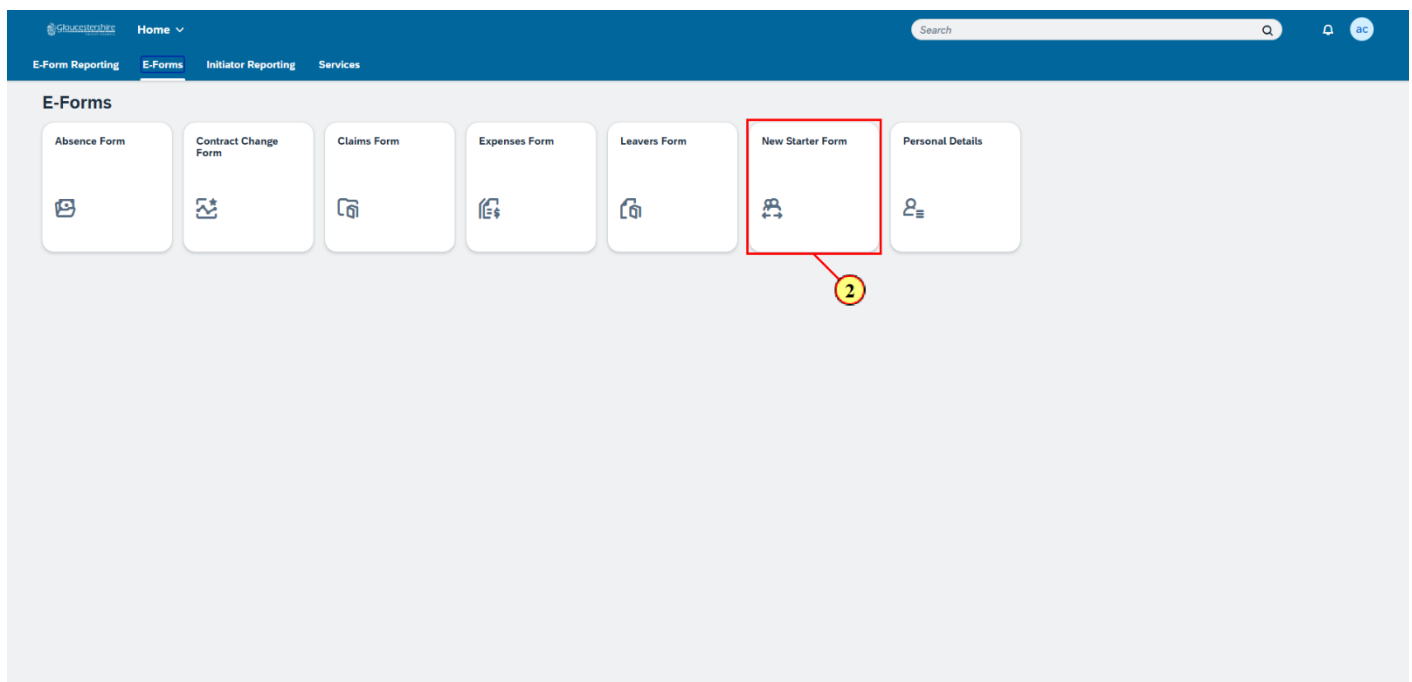 Gloucestershire Home Search ac
E-Form Reporting E-Forms Initiator Reporting Services
E-Forms
Absence Form
Contract Change
Form
Claims Form
Expenses Form
Leavers Form
New Starter Form
Personal Details
2